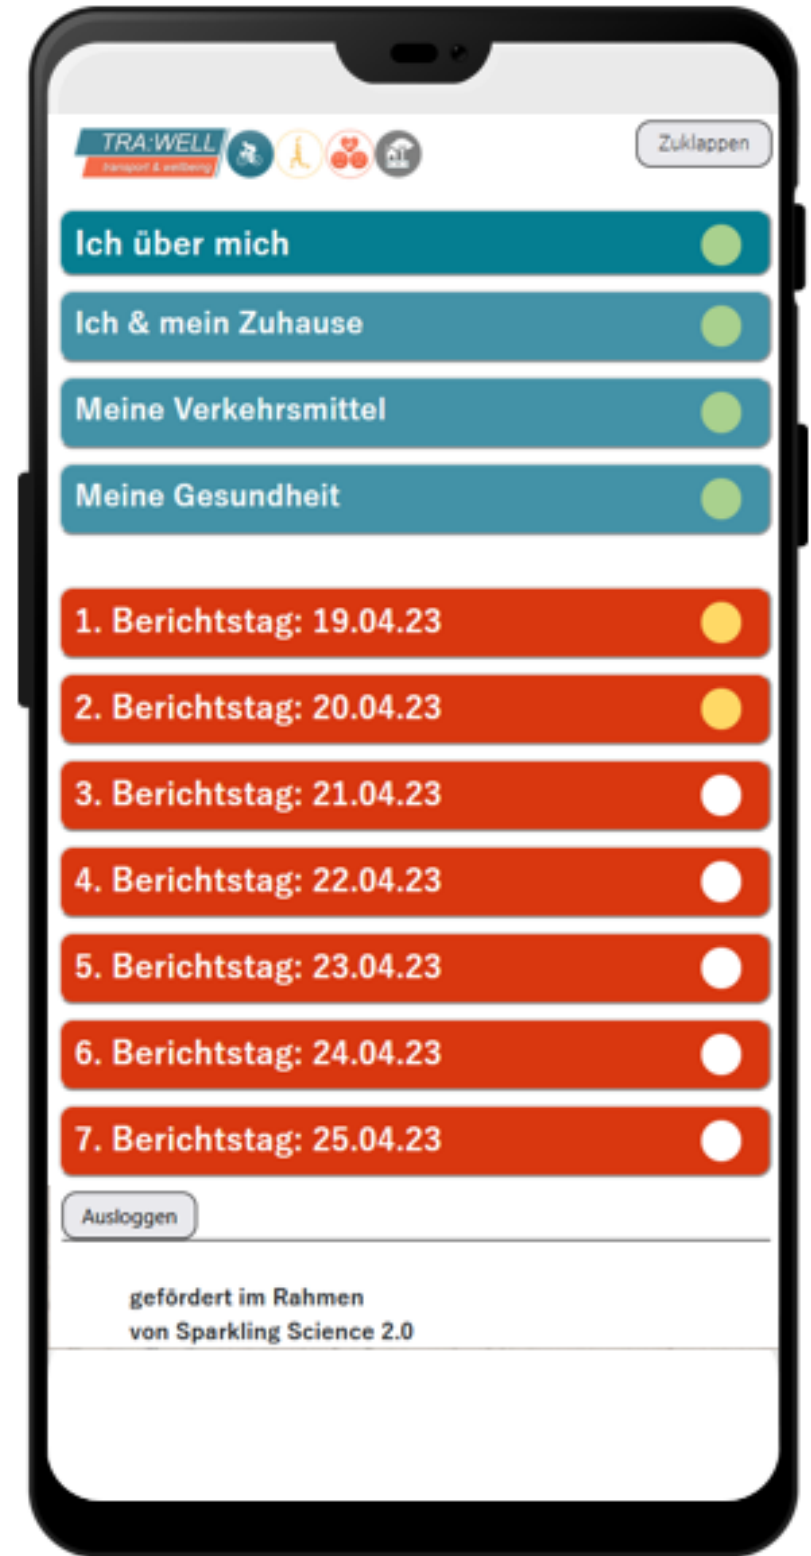 TRA:WELL
transport & wellbeing
Zuklappen
Ich über mich
Ich & mein Zuhause
Meine Verkehrsmittel
Meine Gesundheit
1. Berichtstag: 19.04.23
2. Berichtstag: 20.04.23
3. Berichtstag: 21.04.23
4. Berichtstag: 22.04.23
5. Berichtstag: 23.04.23
6. Berichtstag: 24.04.23
7. Berichtstag: 25.04.23
Ausloggen
gefördert im Rahmen
von Sparkling Science 2.0